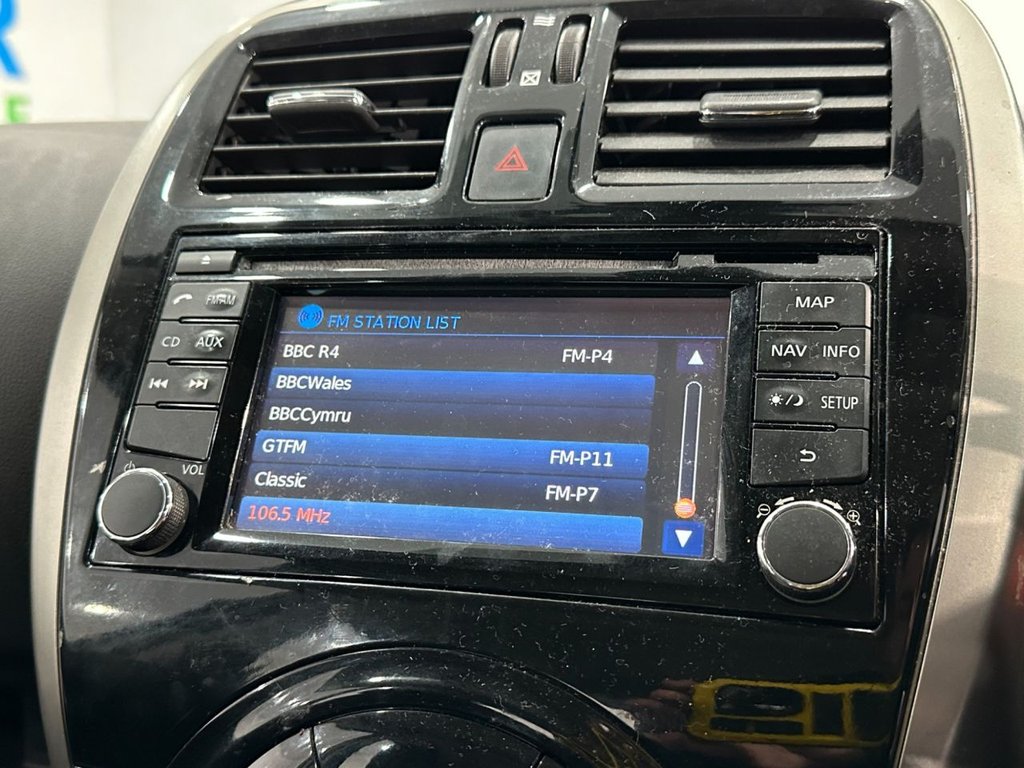 R
E
FM·AM
CD AUX
VOL
FM STATION LIST
BBC R4 FM-P4
BBCWales
BBCCymru
GTFM FM-P11
Classic FM-P7
106.5 MHz
MAP
NAV INFO
SETUP